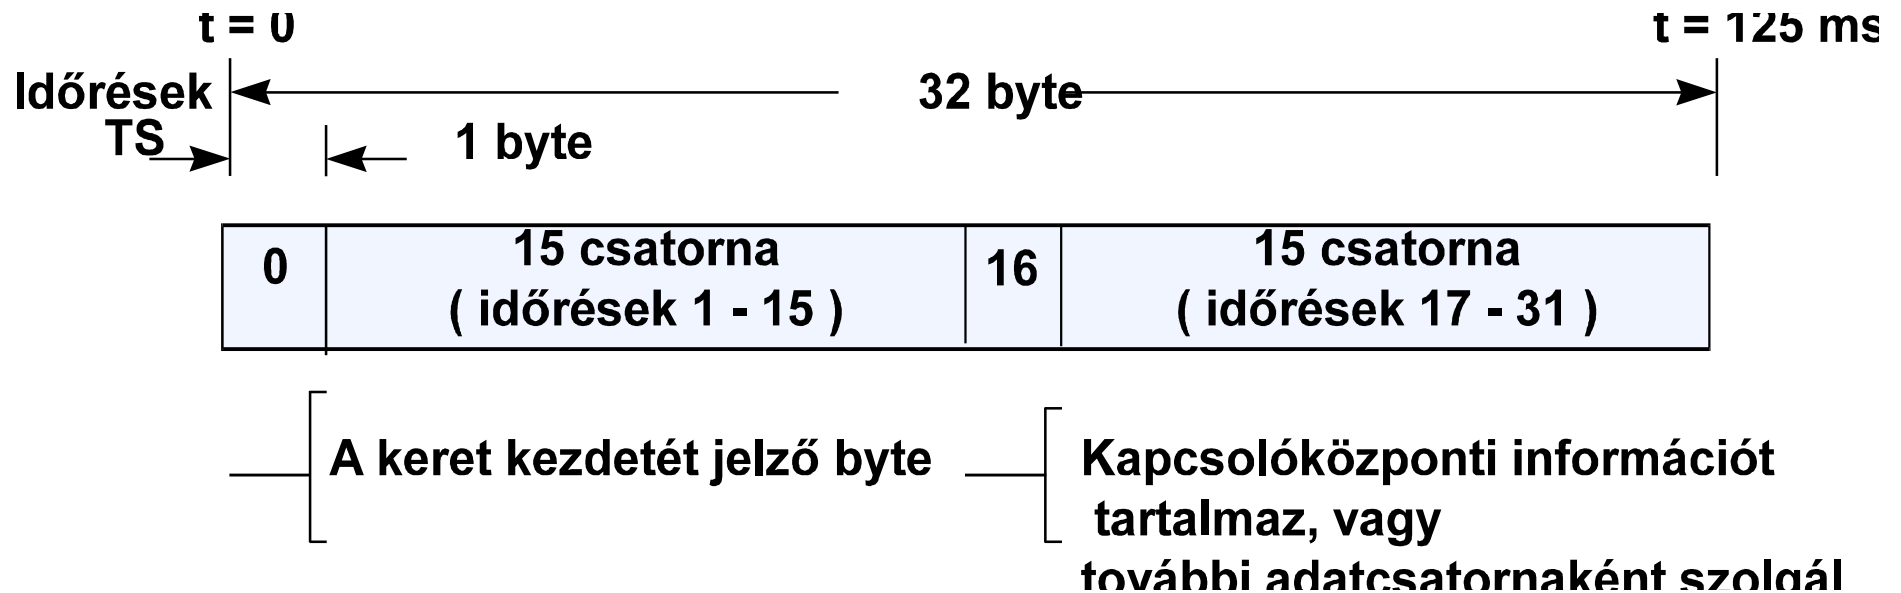 t = 0
t = 125 ms
Időrések
TS
32 byte
1 byte
0
15 csatorna
( időrések 1 - 15 )
16
15 csatorna
( időrések 17 - 31 )
A keret kezdetét jelző byte
Kapcsolóközponti információt
tartalmaz, vagy
további adatcsatornaként szolgál